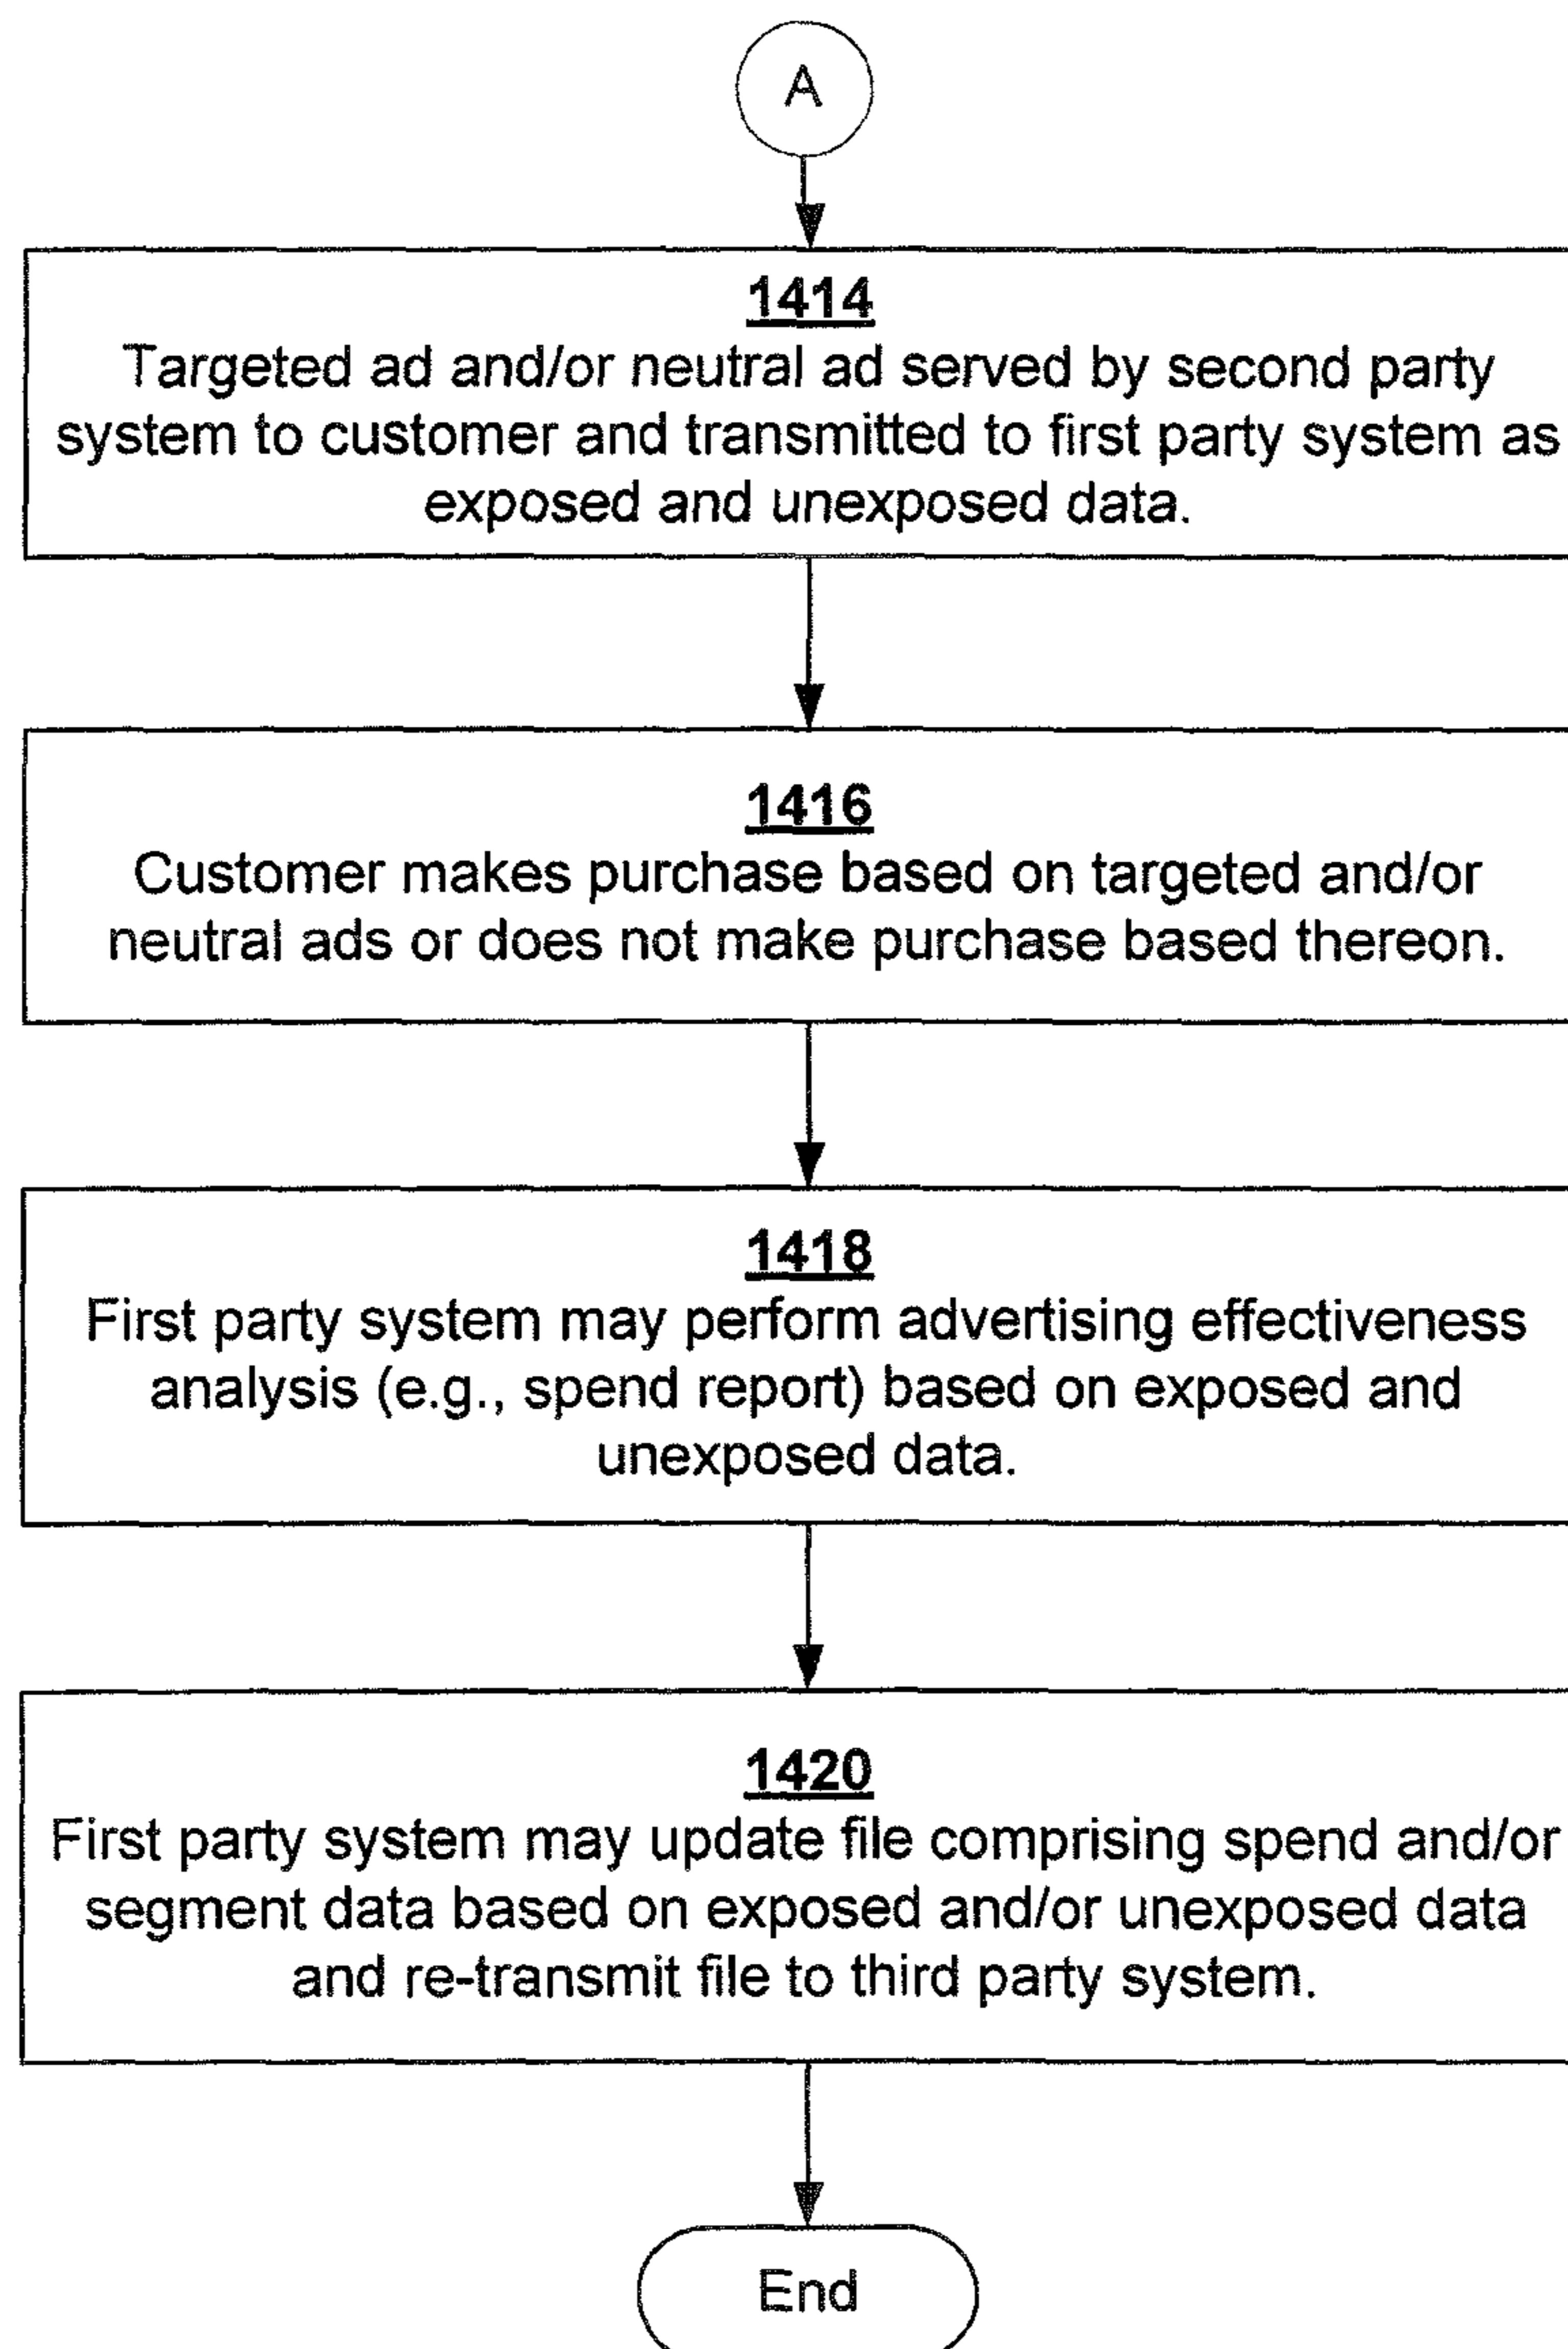 A
1414
Targeted ad and/or neutral ad served by second party
system to customer and transmitted to first party system as
exposed and unexposed data.
1416
Customer makes purchase based on targeted and/or
neutral ads or does not make purchase based thereon.
1418
First party system may perform advertising effectiveness
analysis (e.g., spend report) based on exposed and
unexposed data.
1420
First party system may update file comprising spend and/or
segment data based on exposed and/or unexposed data
and re-transmit file to third party system.
End